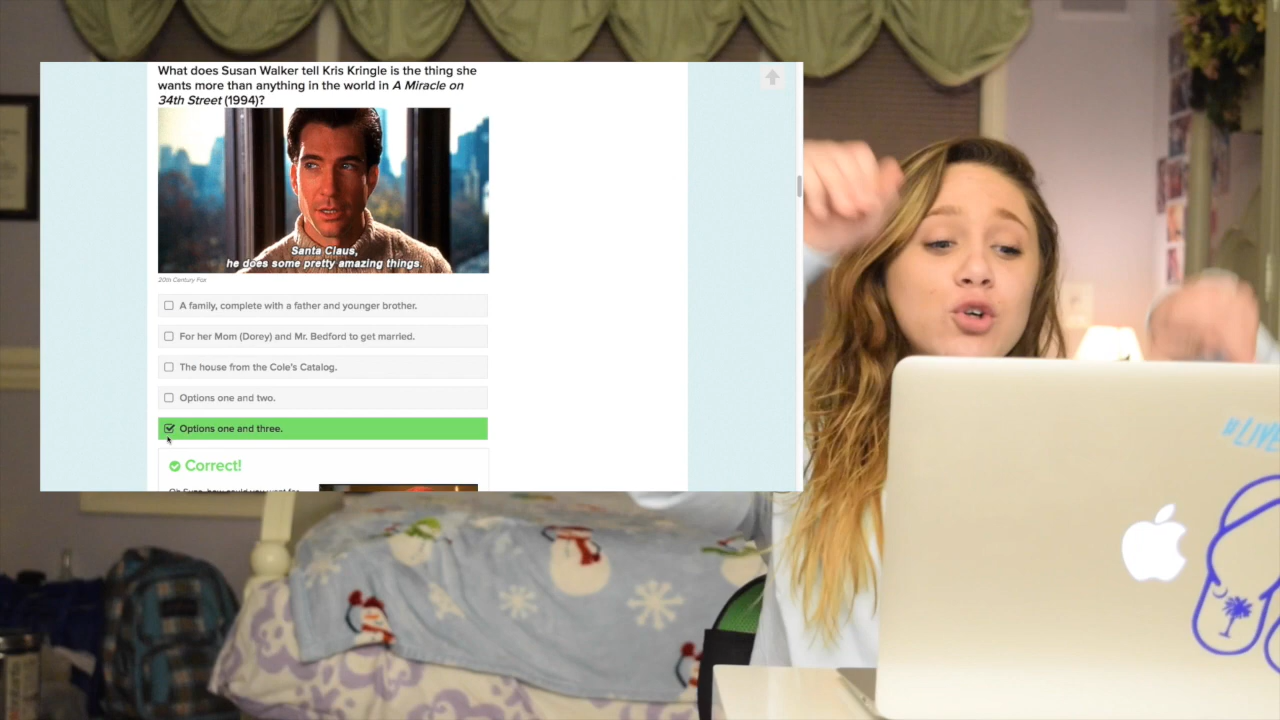 What does Susan Walker tell Kris Kringle is the thing she
wants more than anything in the world in A Miracle on
34th Street (1994)?
Santa Claus,
he does some pretty amazing things.
20th Century Fox
A family, complete with a father and younger brother.
For her Mom (Dorey) and Mr. Bedford to get married.
The house from the Cole's Catalog.
Options one and two.
Options one and three.
Correct!
#LIVE